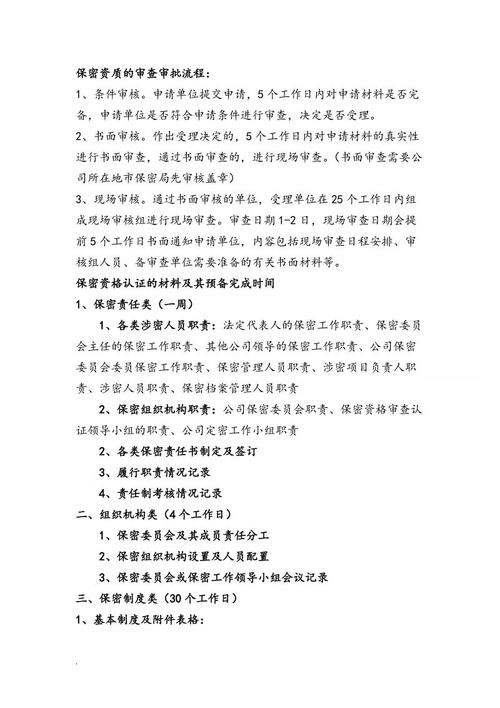 保密资质的审查审批流程：
1、条件审核。申请单位提交申请，5个工作日内对申请材料是否完
备，申请单位是否符合申请条件进行审查，决定是否受理。
2、书面审核。作出受理决定的，5个工作日内对申请材料的真实性
进行书面审查，通过书面审查的，进行现场审查。（书面审查需要公
司所在地市保密局先审核盖章）
3、现场审核。通过书面审核的单位，受理单位在25个工作日内组
成现场审核组进行现场审查。审查日期1-2日，现场审查日期会提
前5个工作日书面通知申请单位，内容包括现场审查日程安排、审
核组人员、备审查单位需要准备的有关书面材料等。
保密资格认证的材料及其预备完成时间
1、保密责任类（一周）
1、各类涉密人员职责：法定代表人的保密工作职责、保密委员
会主任的保密工作职责、其他公司领导的保密工作职责、公司保密
委员会委员保密工作职责、保密管理人员职责、涉密项目负责人职
责、涉密人员职责、保密档案管理人员职责
2、保密组织机构职责：公司保密委员会职责、保密资格审查认
证领导小组的职责、公司定密工作小组职责
2、各类保密责任书制定及签订
3、履行职责情况记录
4、责任制考核情况记录
二、组织机构类（4个工作日）
1、保密委员会及其成员责任分工
2、保密组织机构设置及人员配置
3、保密委员会或保密工作领导小组会议记录
三、保密制度类（30个工作日）
1、基本制度及附件表格：
.